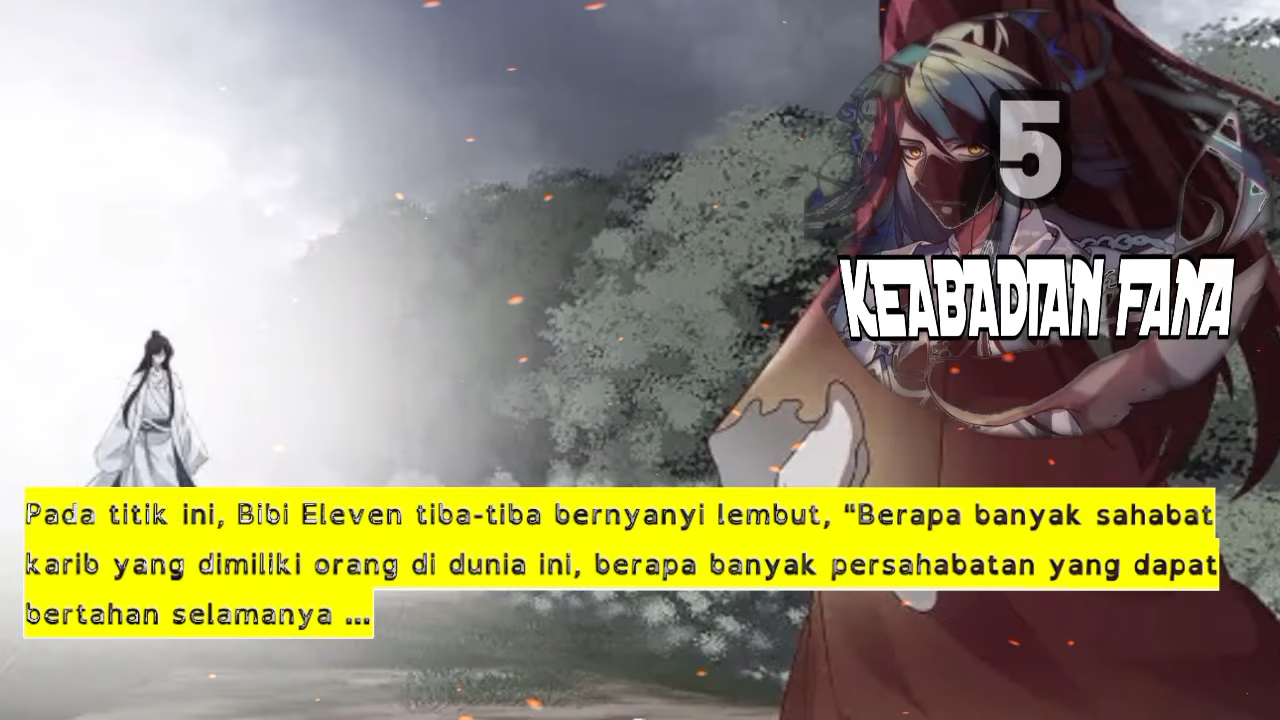 5
KEABADIAN FANA
Pada titik ini, Bibi Eleven tiba-tiba bernyanyi lembut, "Berapa banyak sahabat
karib yang dimiliki orang di dunia ini, berapa banyak persahabatan yang dapat
bertahan selamanya ...